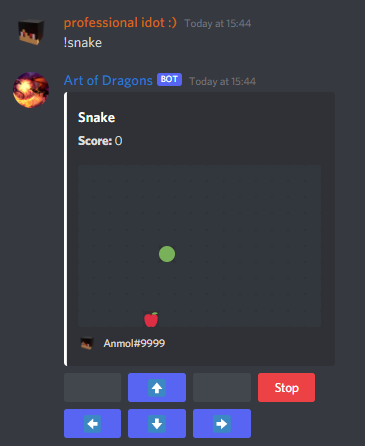 professional idot :) Today at 15:44
!snake
Art of Dragons BOT Today at 15:44
Snake
Score: 0
Anmol#9999
Stop